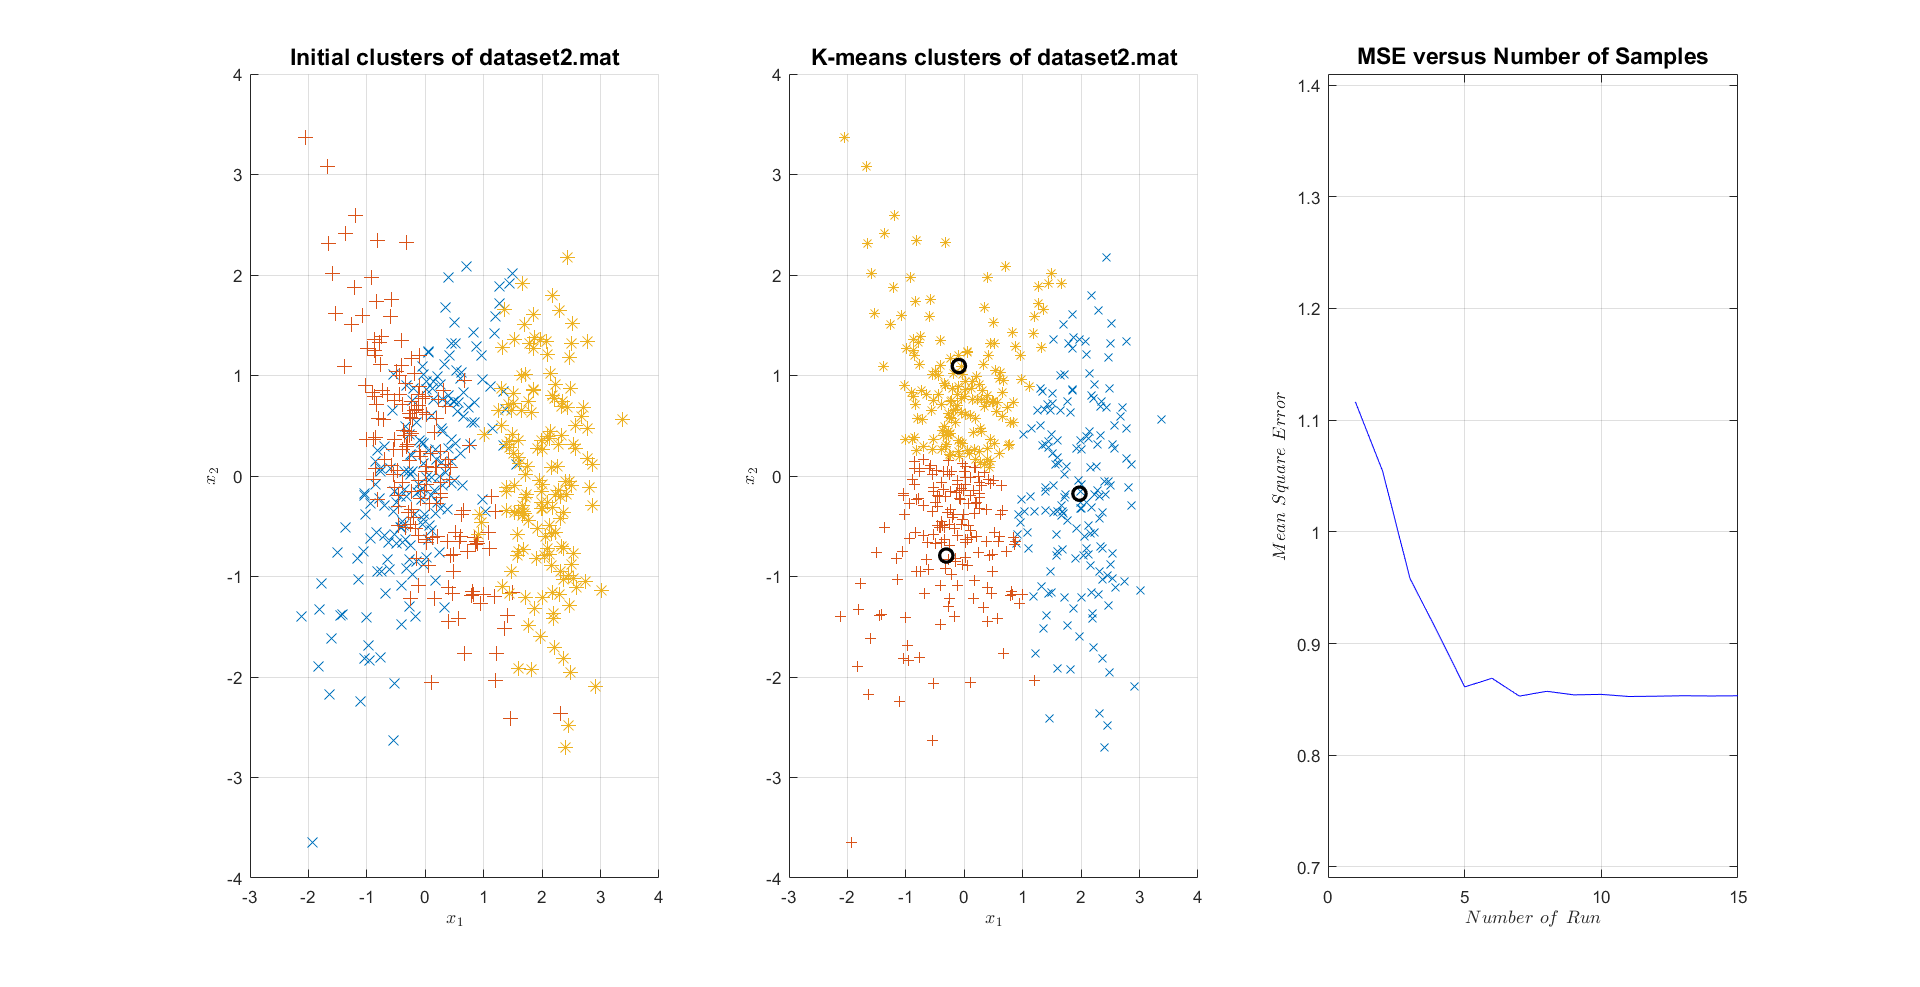 Initial clusters of dataset2.mat
4
3
2
1
0
-1
-2
-3
-4
x2
-3 -2 -1 0 1 2 3 4
x1
K-means clusters of dataset2.mat
4
3
2
1
0
-1
-2
-3
-4
x2
-3 -2 -1 0 1 2 3 4
x1
MSE versus Number of Samples
1.4
1.3
1.2
1.1
1
0.9
0.8
0.7
Mean Square Error
0 5 10 15
Number of Run